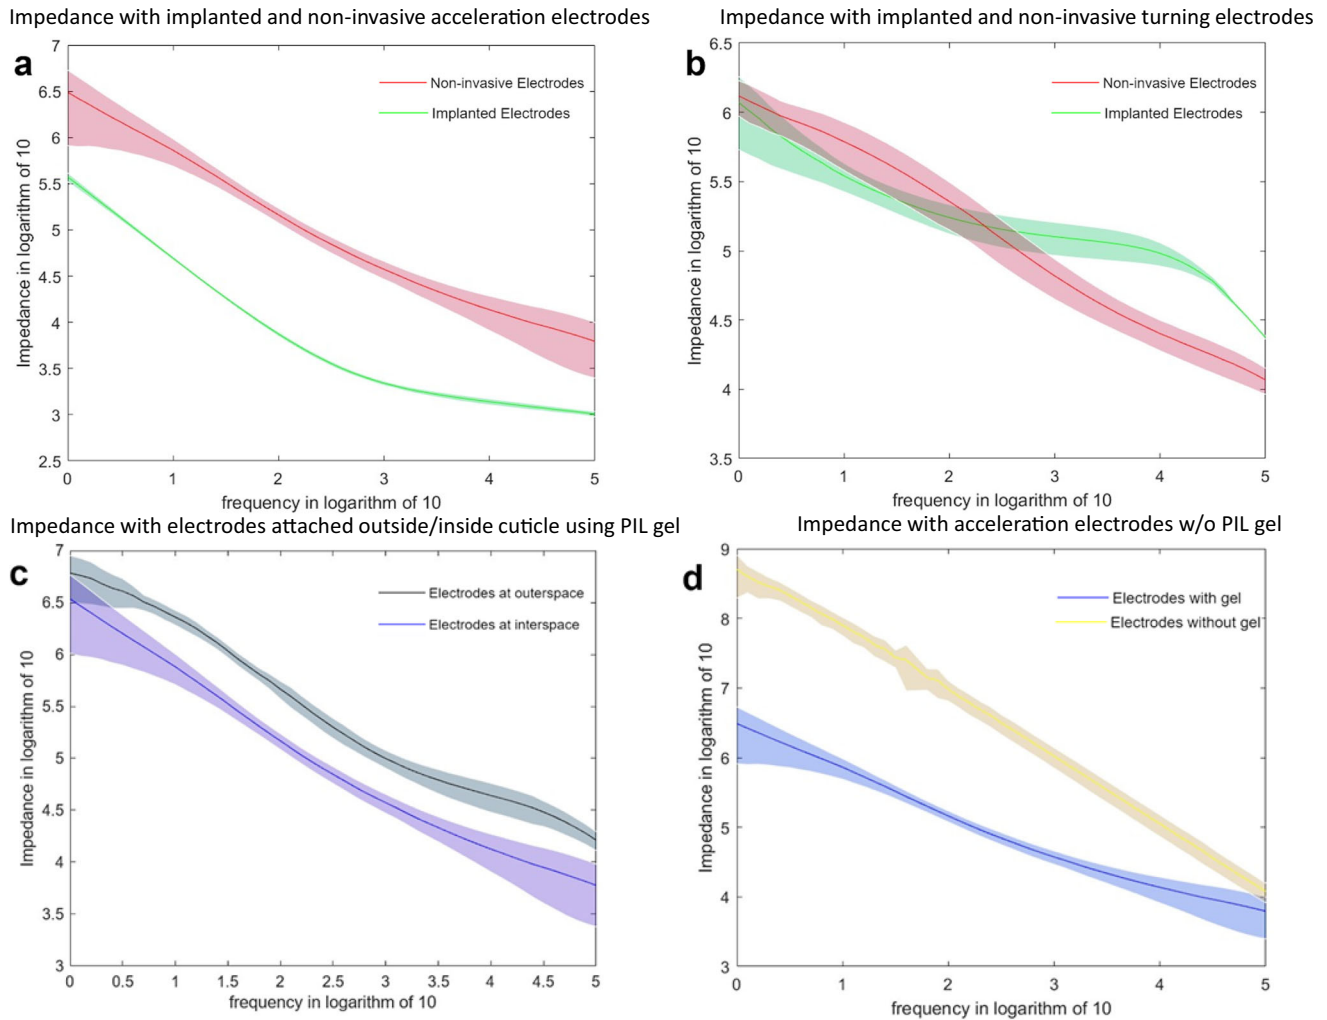 Impedance with implanted and non-invasive acceleration electrodes
a
7
6.5
6
5.5
5
4.5
4
3.5
3
2.5
Impedance in logarithm of 10
Non-invasive Electrodes
Implanted Electrodes
0 1 2 3 4 5
frequency in logarithm of 10
Impedance with implanted and non-invasive turning electrodes
b
6.5
6
5.5
5
4.5
4
3.5
Impedance in logarithm of 10
Non-invasive Electrodes
Implanted Electrodes
0 1 2 3 4 5
frequency in logarithm of 10
Impedance with electrodes attached outside/inside cuticle using PIL gel
c
7
6.5
6
5.5
5
4.5
4
3.5
3
Impedance in logarithm of 10
Electrodes at outerspace
Electrodes at interspace
0 0.5 1 1.5 2 2.5 3 3.5 4 4.5 5
frequency in logarithm of 10
Impedance with acceleration electrodes w/o PIL gel
d
9
8
7
6
5
4
3
Impedance in logarithm of 10
Electrodes with gel
Electrodes without gel
0 1 2 3 4 5
frequency in logarithm of 10